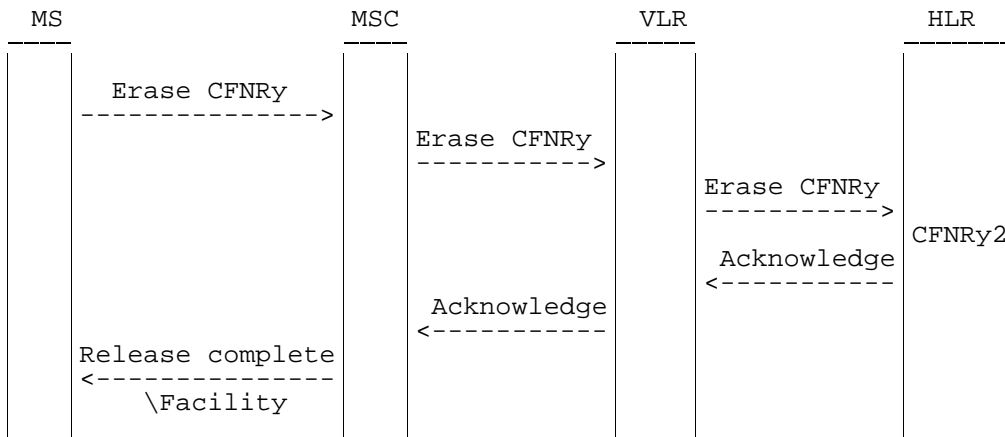 MS MSC VLR HLR
Erase CFNRy
--------------->
Erase CFNRy
----------->
Erase CFNRy
----------->
CFNRy2
Acknowledge
<-----------
Acknowledge
<-----------
Release complete
<---------------
\Facility